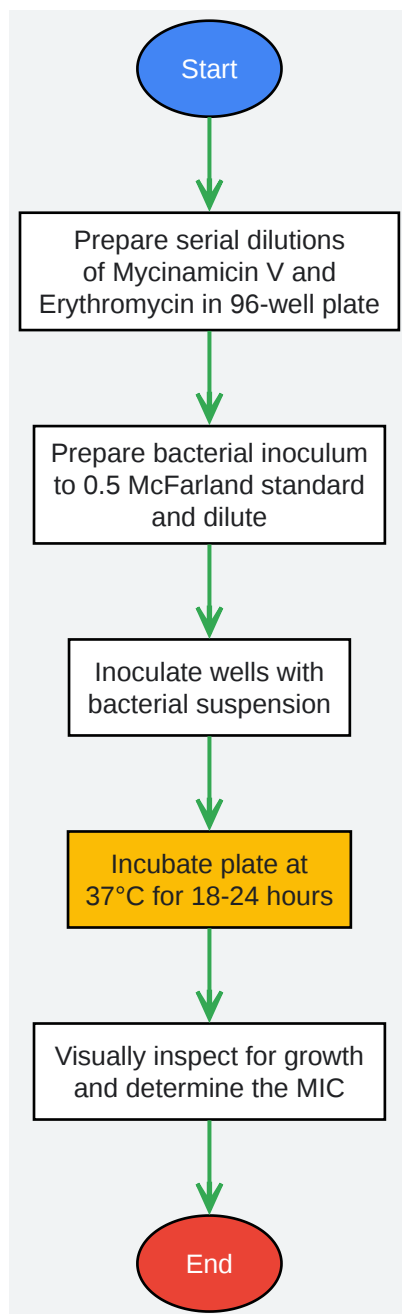 Start
Prepare serial dilutions
of Mycinamicin V and
Erythromycin in 96-well plate
Prepare bacterial inoculum
to 0.5 McFarland standard
and dilute
Inoculate wells with
bacterial suspension
Incubate plate at
37°C for 18-24 hours
Visually inspect for growth
and determine the MIC
End